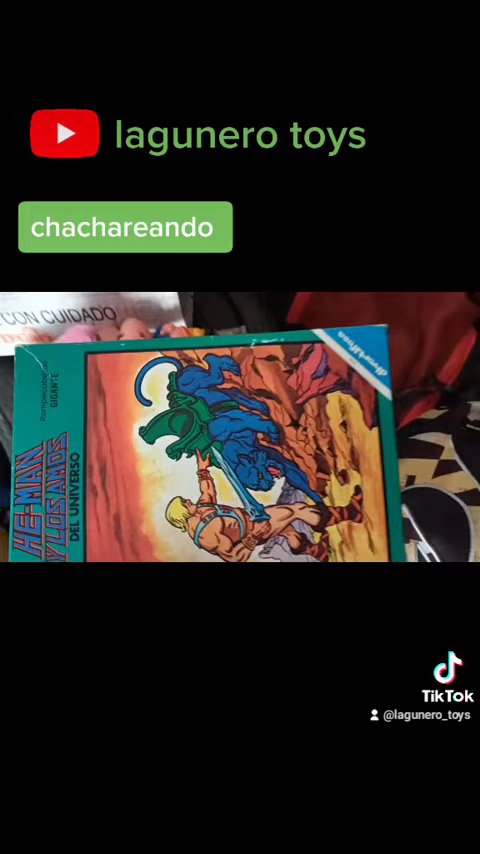 lagunero toys
chachareando
CON CUIDADO
Rompecabezas
GIGANTE
HE-MAN
Y LOS AMOS
DEL UNIVERSO
TikTok
@lagunero_toys